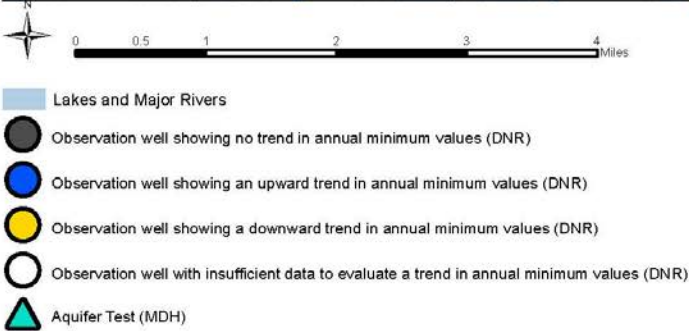 N
0 0.5 1 2 3 4
Miles
Lakes and Major Rivers
Observation well showing no trend in annual minimum values (DNR)
Observation well showing an upward trend in annual minimum values (DNR)
Observation well showing a downward trend in annual minimum values (DNR)
Observation well with insufficient data to evaluate a trend in annual minimum values (DNR)
Aquifer Test (MDH)